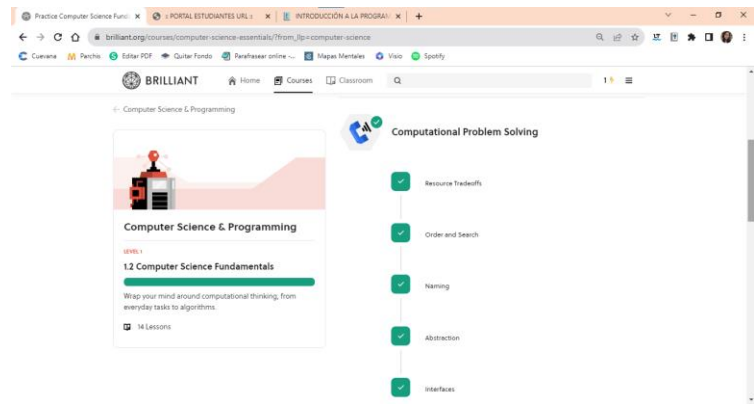 Practice Computer Science Fund
: PORTAL ESTUDIANTES URL :
INTRODUCCIÓN A LA PROGRA
brilliant.org/courses/computer-science-essentials/?from_llp=computer-science
Cuevana
Parchis
Editar PDF
Quitar Fondo
Parafrasear online -...
Mapas Mentales
Visio
Spotify
BRILLIANT
Home
Courses
Classroom
1
Computer Science & Programming
Computer Science & Programming
LEVEL 1
1.2 Computer Science Fundamentals
Wrap your mind around computational thinking, from
everyday tasks to algorithms.
14 Lessons
Computational Problem Solving
Resource Tradeoffs
Order and Search
Naming
Abstraction
Interfaces